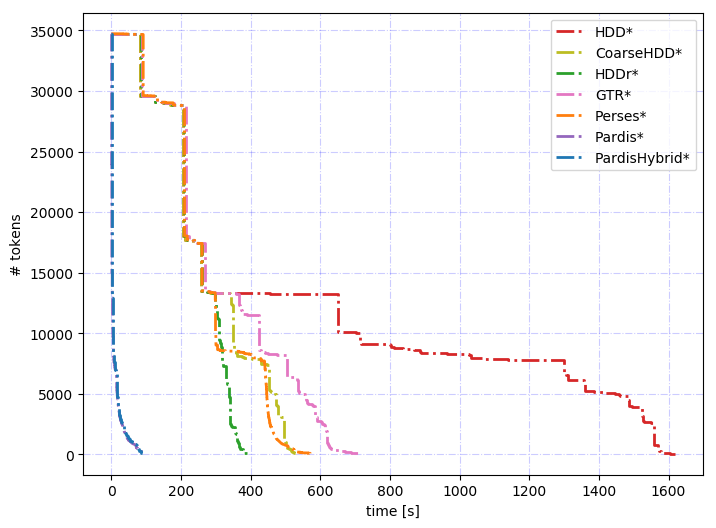 35000
30000
25000
20000
15000
10000
5000
0
# tokens
HDD*
CoarseHDD*
HDDr*
GTR*
Perses*
Pardis*
PardisHybrid*
0 200 400 600 800 1000 1200 1400 1600
time [s]